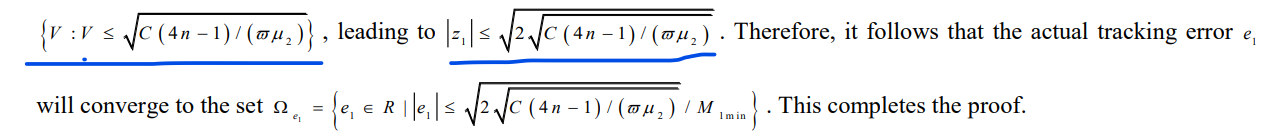 {V : V ≤ √(C (4n − 1) / (ϖμ₂))} , leading to |z₁| ≤ √(2√(C (4n − 1) / (ϖμ₂))) . Therefore, it follows that the actual tracking error e₁
will converge to the set Ω_{e₁} = {e₁ ∈ R | |e₁| ≤ √(2√(C (4n − 1) / (ϖμ₂))) / M_{1min}} . This completes the proof.